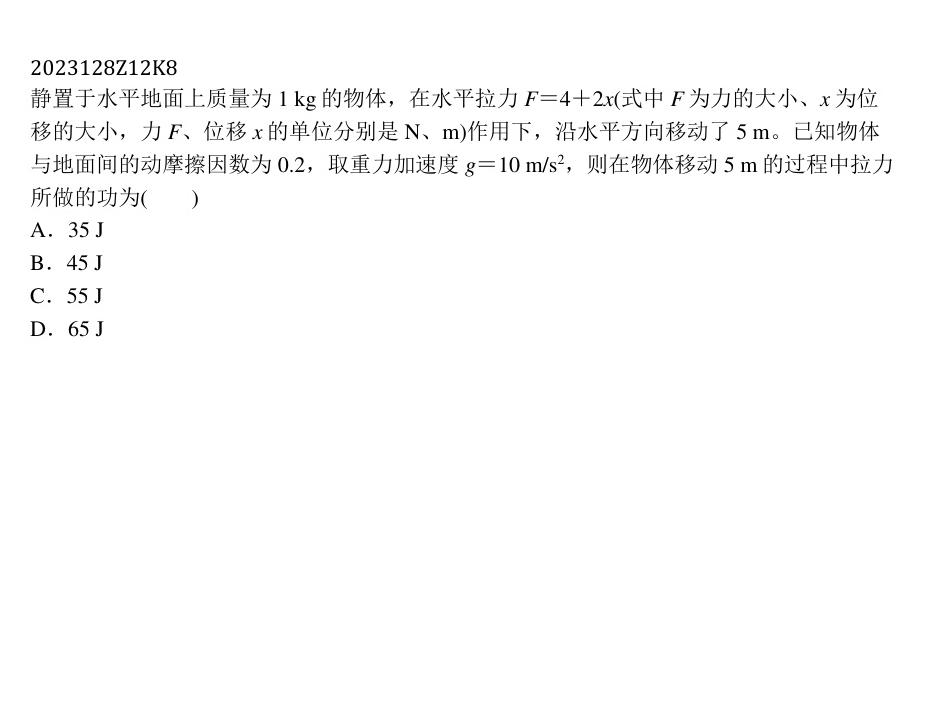 2023128Z12K8
静置于水平地面上质量为 1 kg 的物体，在水平拉力 F＝4＋2x(式中 F 为力的大小、x 为位
移的大小，力 F、位移 x 的单位分别是 N、m)作用下，沿水平方向移动了 5 m。已知物体
与地面间的动摩擦因数为 0.2，取重力加速度 g＝10 m/s²，则在物体移动 5 m 的过程中拉力
所做的功为(　　)
A．35 J
B．45 J
C．55 J
D．65 J